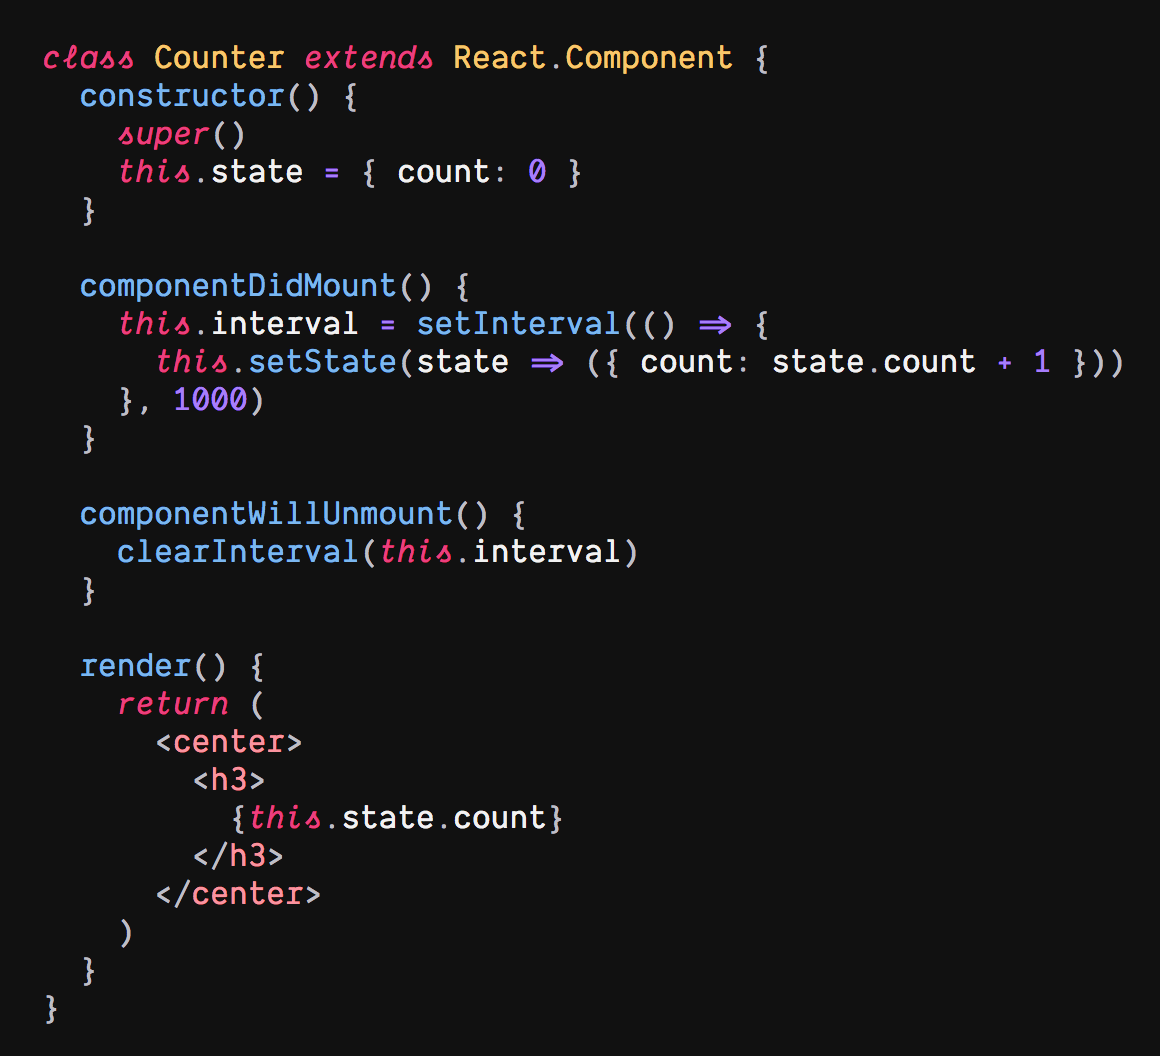 class Counter extends React.Component {
  constructor() {
    super()
    this.state = { count: 0 }
  }

  componentDidMount() {
    this.interval = setInterval(() => {
      this.setState(state => ({ count: state.count + 1 }))
    }, 1000)
  }

  componentWillUnmount() {
    clearInterval(this.interval)
  }

  render() {
    return (
      <center>
        <h3>
          {this.state.count}
        </h3>
      </center>
    )
  }
}